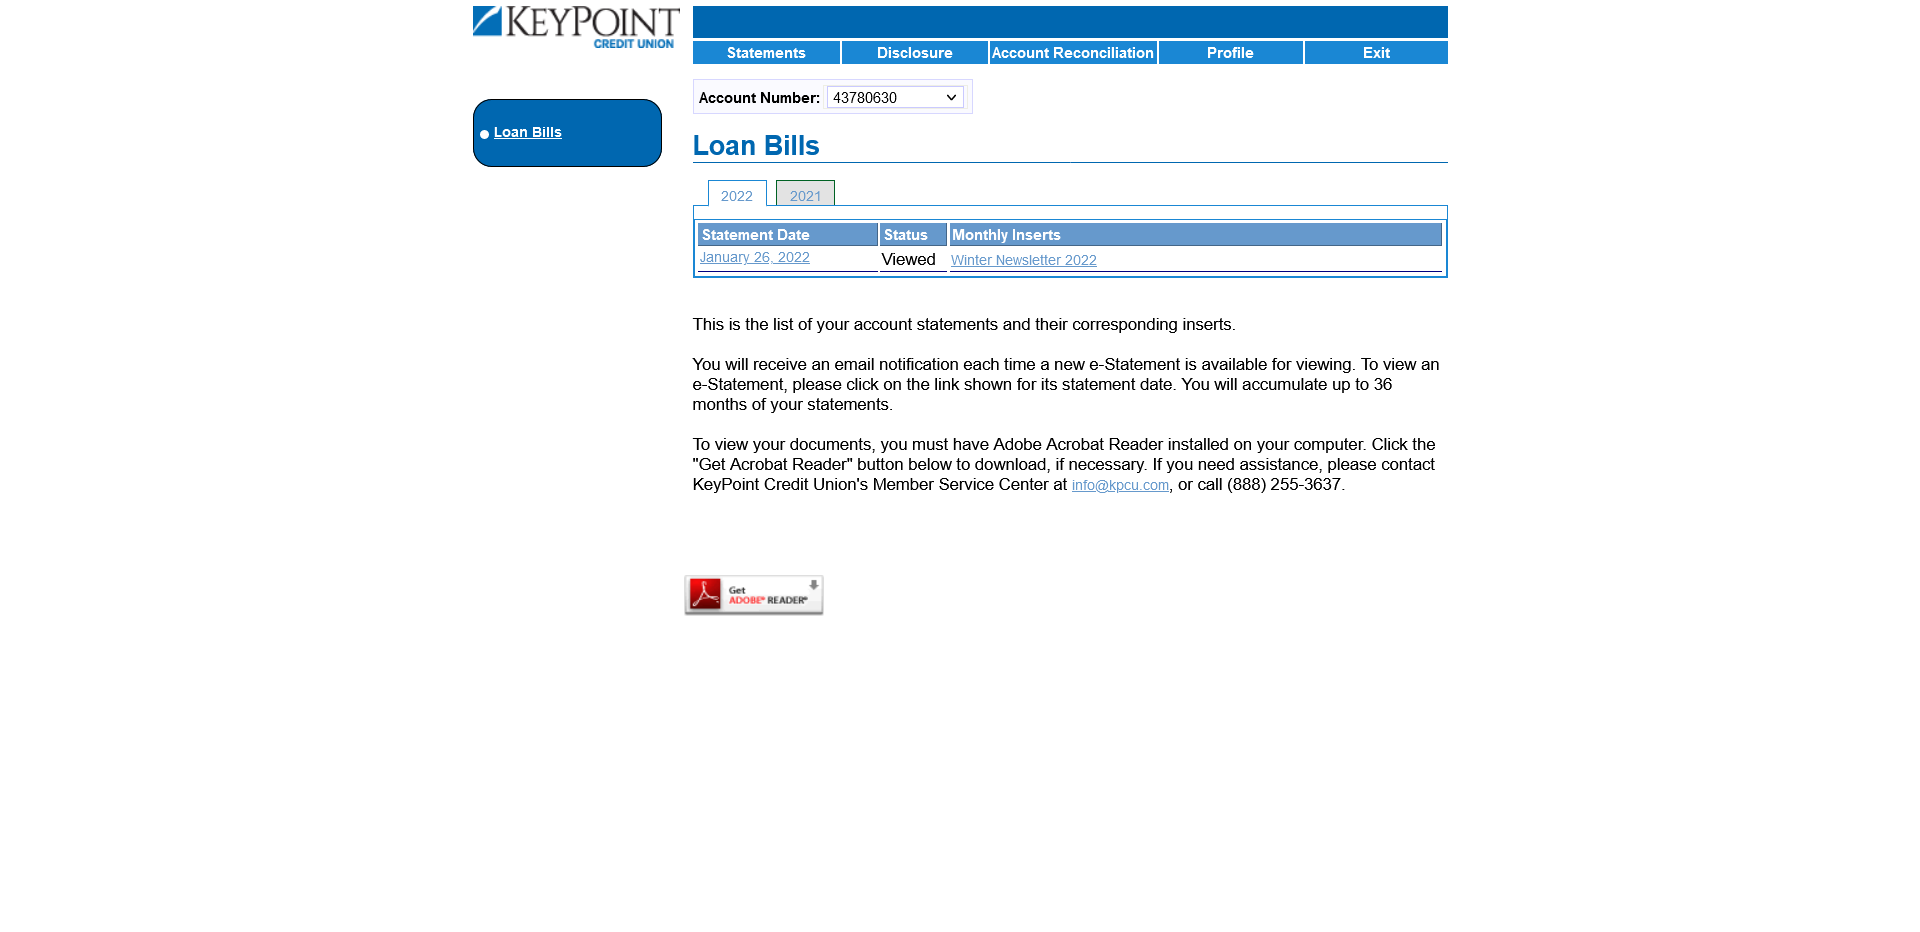 KEYPOINT
CREDIT UNION
Statements Disclosure Account Reconciliation Profile Exit
Account Number: 43780630
Loan Bills
Loan Bills
2022 2021
Statement Date Status Monthly Inserts
January 26, 2022 Viewed Winter Newsletter 2022
This is the list of your account statements and their corresponding inserts.
You will receive an email notification each time a new e-Statement is available for viewing. To view an
e-Statement, please click on the link shown for its statement date. You will accumulate up to 36
months of your statements.
To view your documents, you must have Adobe Acrobat Reader installed on your computer. Click the
"Get Acrobat Reader" button below to download, if necessary. If you need assistance, please contact
KeyPoint Credit Union's Member Service Center at info@kpcu.com, or call (888) 255-3637.
Get
ADOBE® READER®